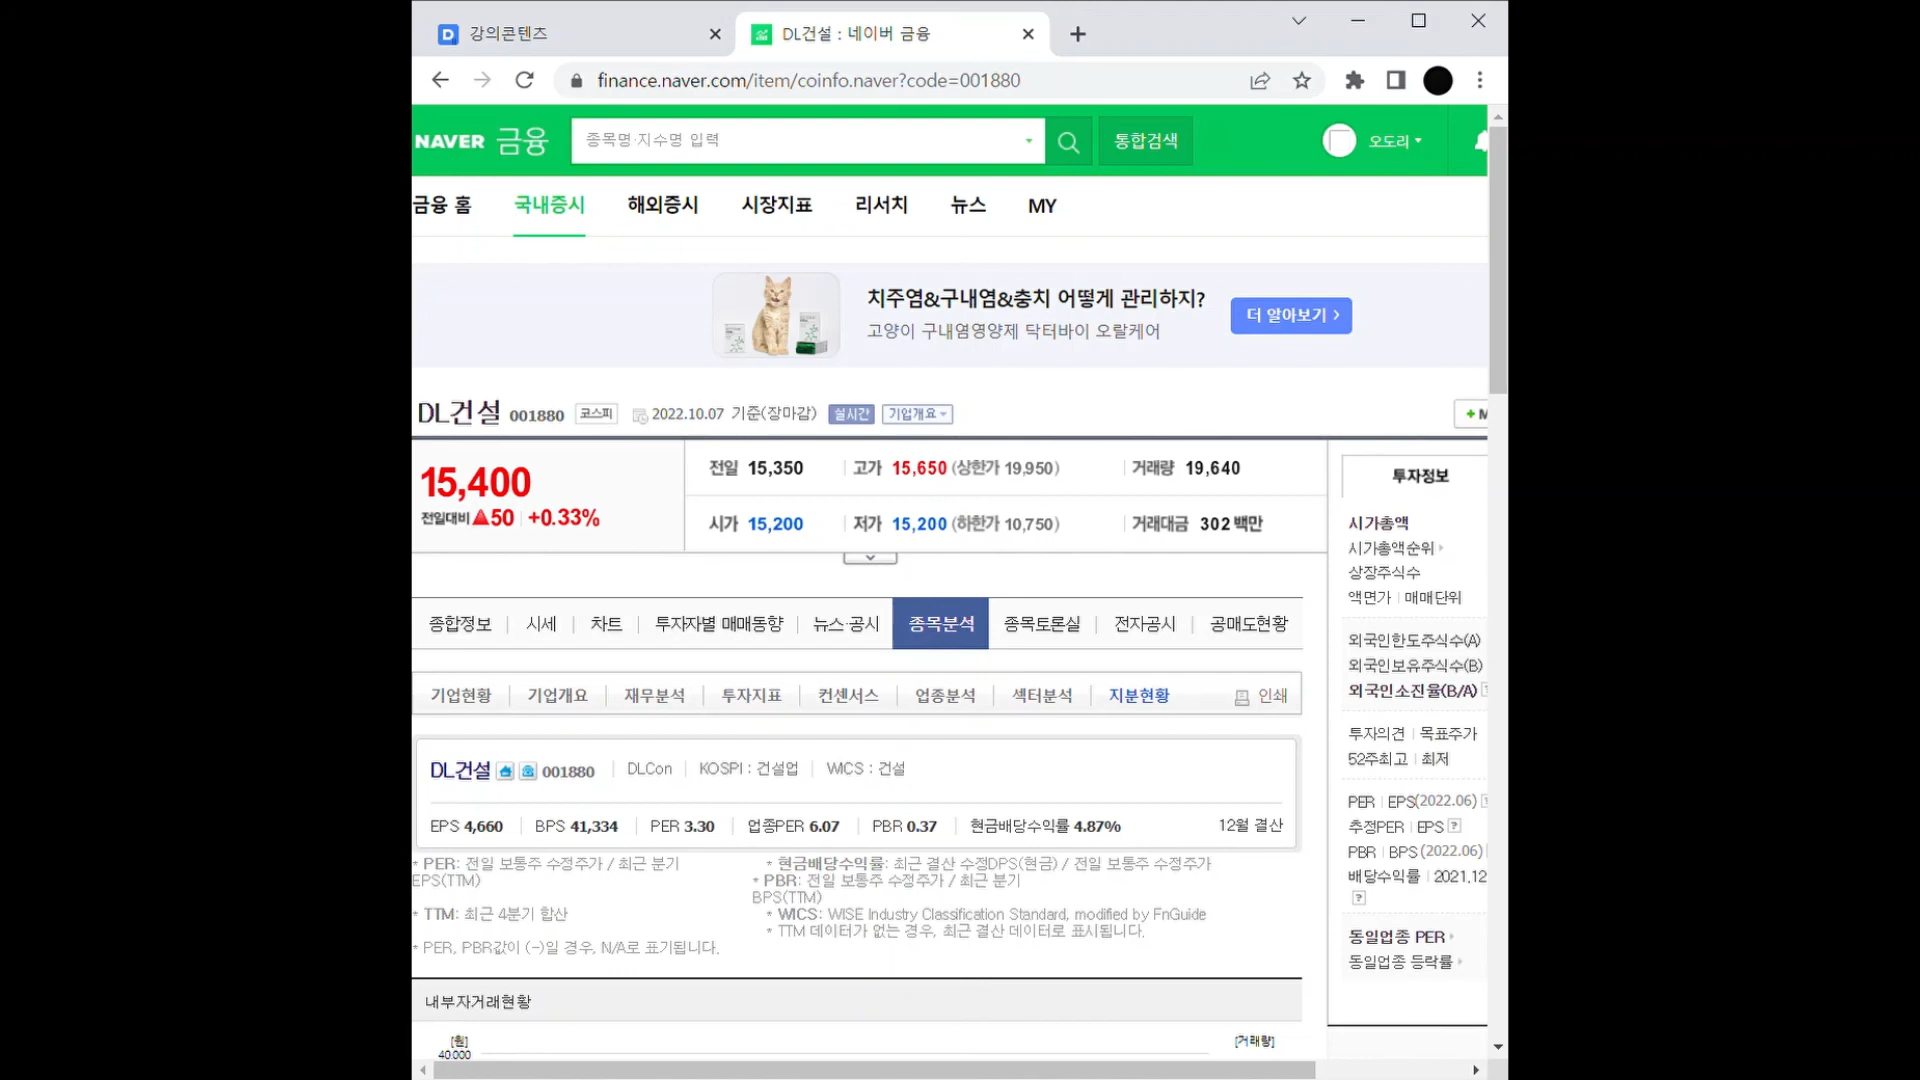 강의콘텐츠
DL건설 : 네이버 금융
finance.naver.com/item/coinfo.naver?code=001880
NAVER 금융
종목명·지수명 입력
통합검색
오도리
금융 홈
국내증시
해외증시
시장지표
리서치
뉴스
MY
치주염&구내염&충치 어떻게 관리하지?
고양이 구내염영양제 닥터바이 오랄케어
더 알아보기 >
DL건설 001880 코스피 2022.10.07 기준(장마감) 실시간 기업개요
+ M
15,400
전일대비 ▲50 +0.33%
전일 15,350 고가 15,650 (상한가 19,950) 거래량 19,640
시가 15,200 저가 15,200 (하한가 10,750) 거래대금 302 백만
종합정보 시세 차트 투자자별 매매동향 뉴스·공시 종목분석 종목토론실 전자공시 공매도현황
기업현황 기업개요 재무분석 투자지표 컨센서스 업종분석 섹터분석 지분현황 인쇄
DL건설 001880 DLCon KOSPI : 건설업 WICS : 건설
EPS 4,660 BPS 41,334 PER 3.30 업종PER 6.07 PBR 0.37 현금배당수익률 4.87% 12월 결산
* PER: 전일 보통주 수정주가 / 최근 분기
EPS(TTM)
* TTM: 최근 4분기 합산
* PER, PBR값이 (-)일 경우, N/A로 표기됩니다.
* 현금배당수익률: 최근 결산 수정DPS(현금) / 전일 보통주 수정주가
* PBR: 전일 보통주 수정주가 / 최근 분기
BPS(TTM)
* WICS: WISE Industry Classification Standard, modified by FnGuide
* TTM 데이터가 없는 경우, 최근 결산 데이터로 표시됩니다.
내부자거래현황
[원]
40,000
[거래량]
투자정보
시가총액
시가총액순위
상장주식수
액면가 매매단위
외국인한도주식수(A)
외국인보유주식수(B)
외국인소진율(B/A)
투자의견 목표주가
52주최고 최저
PER EPS(2022.06)
추정PER EPS ?
PBR BPS (2022.06)
배당수익률 2021.12
?
동일업종 PER
동일업종 등락률